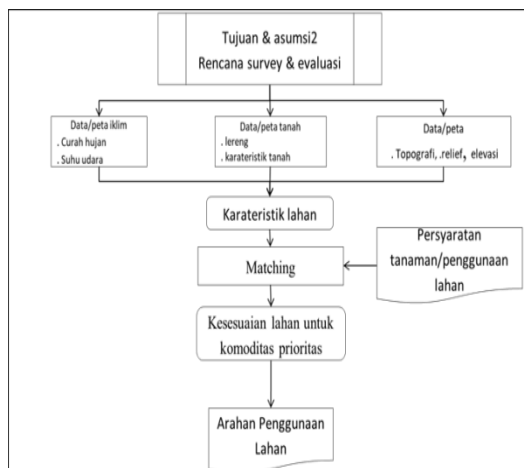 Tujuan & asumsi2
Rencana survey & evaluasi
Data/peta iklim
. Curah hujan
. Suhu udara
Data/peta tanah
. lereng
. karateristik tanah
Data/peta
. Topografi, .relief, elevasi
Karateristik lahan
Persyaratan
tanaman/penggunaan
lahan
Matching
Kesesuaian lahan untuk
komoditas prioritas
Arahan Penggunaan
Lahan